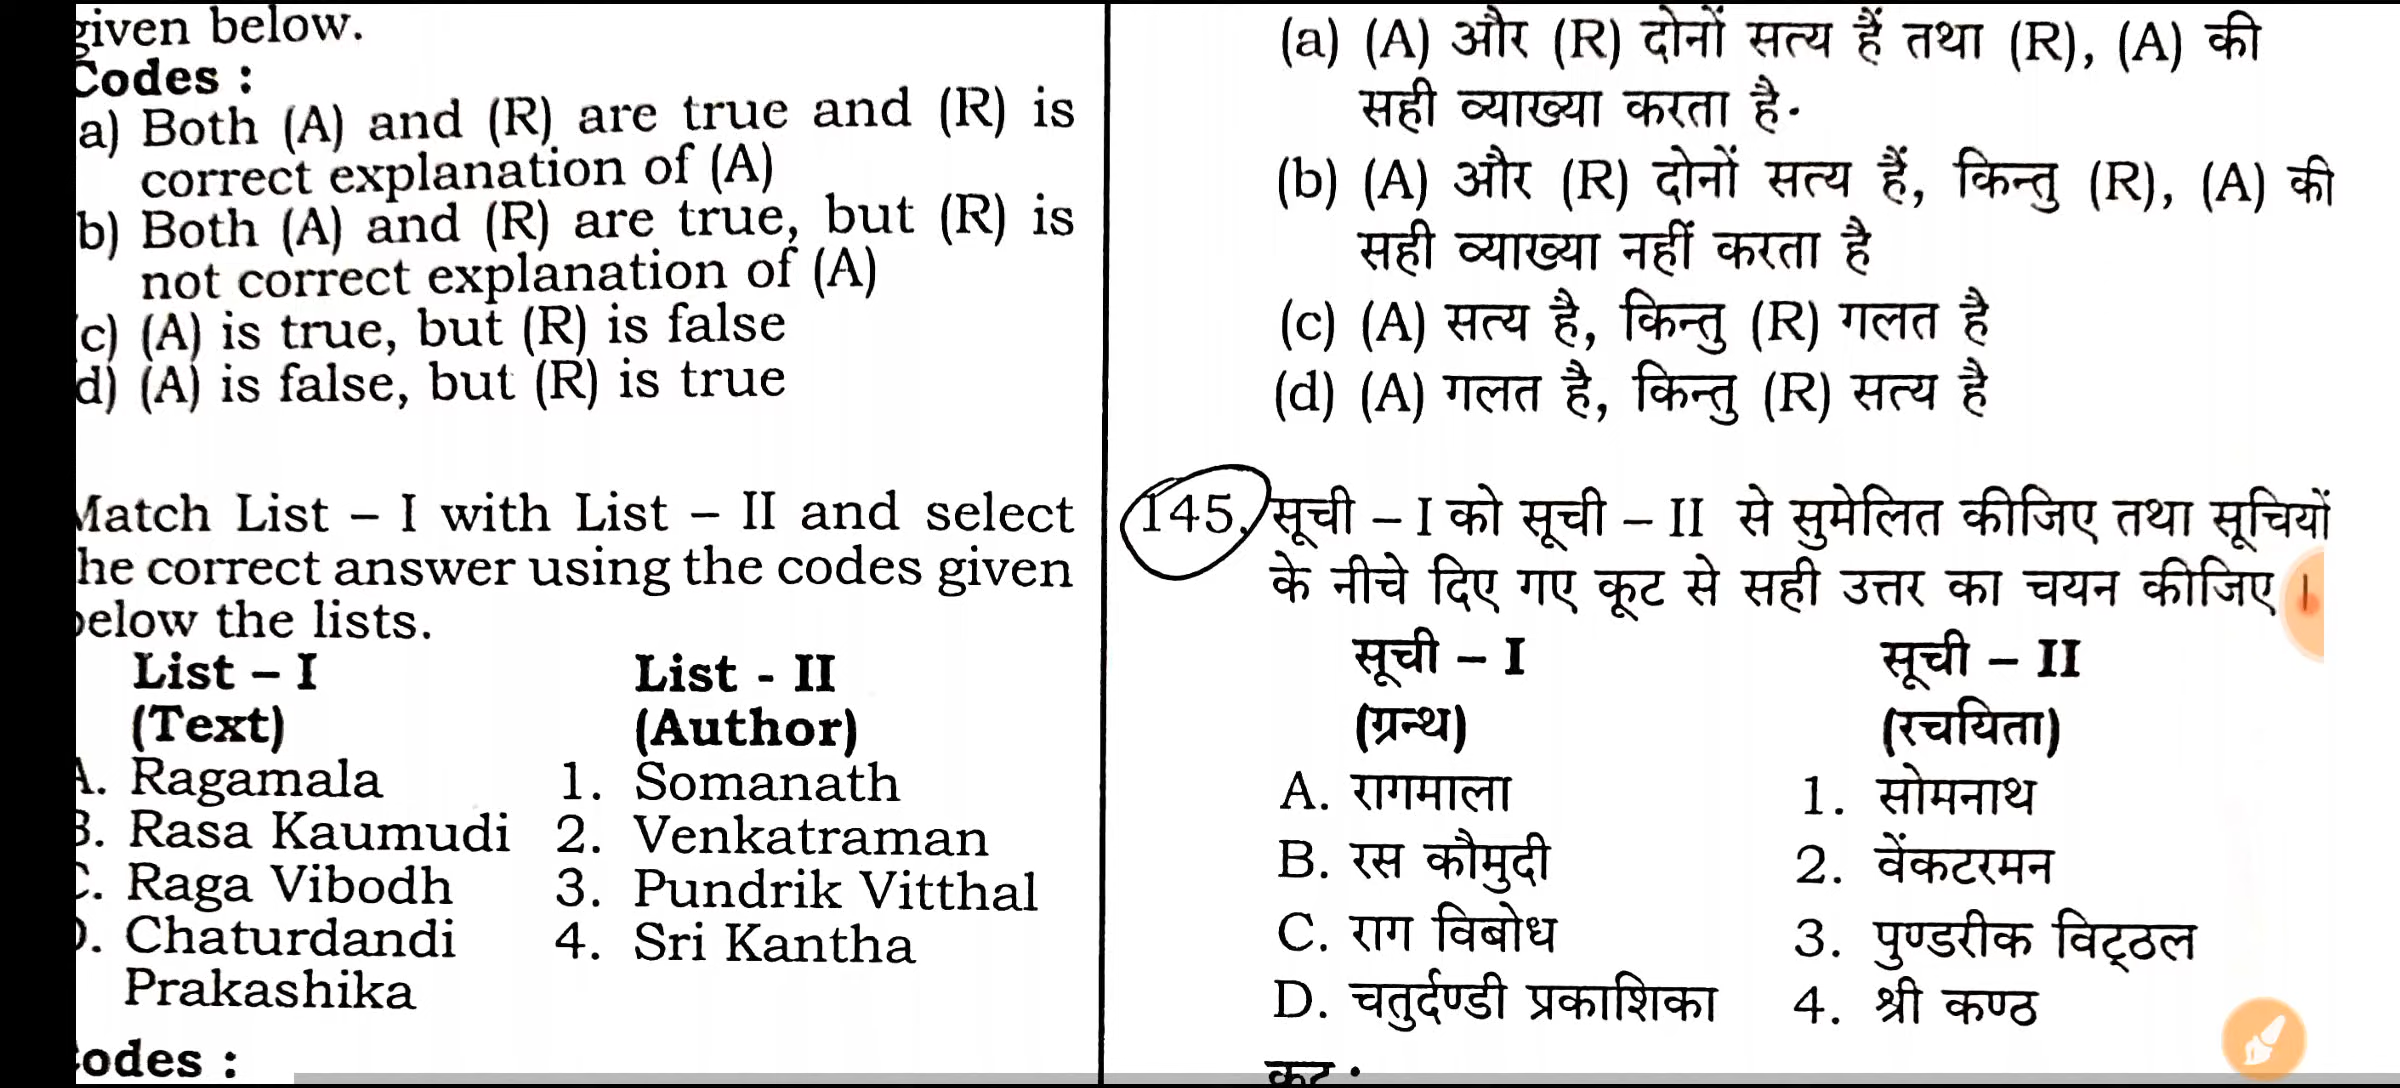 given below.
Codes :
a) Both (A) and (R) are true and (R) is
correct explanation of (A)
b) Both (A) and (R) are true, but (R) is
not correct explanation of (A)
c) (A) is true, but (R) is false
d) (A) is false, but (R) is true
Match List – I with List – II and select
he correct answer using the codes given
below the lists.
List – I List - II
(Text) (Author)
A. Ragamala 1. Somanath
B. Rasa Kaumudi 2. Venkatraman
C. Raga Vibodh 3. Pundrik Vitthal
D. Chaturdandi 4. Sri Kantha
Prakashika
Codes :
(a) (A) और (R) दोनों सत्य हैं तथा (R), (A) की
सही व्याख्या करता है.
(b) (A) और (R) दोनों सत्य हैं, किन्तु (R), (A) की
सही व्याख्या नहीं करता है
(c) (A) सत्य है, किन्तु (R) गलत है
(d) (A) गलत है, किन्तु (R) सत्य है
145. सूची – I को सूची – II से सुमेलित कीजिए तथा सूचियों
के नीचे दिए गए कूट से सही उत्तर का चयन कीजिए ।
सूची – I सूची – II
(ग्रन्थ) (रचयिता)
A. रागमाला 1. सोमनाथ
B. रस कौमुदी 2. वेंकटरमन
C. राग विबोध 3. पुण्डरीक विट्ठल
D. चतुर्दण्डी प्रकाशिका 4. श्री कण्ठ
कूट :